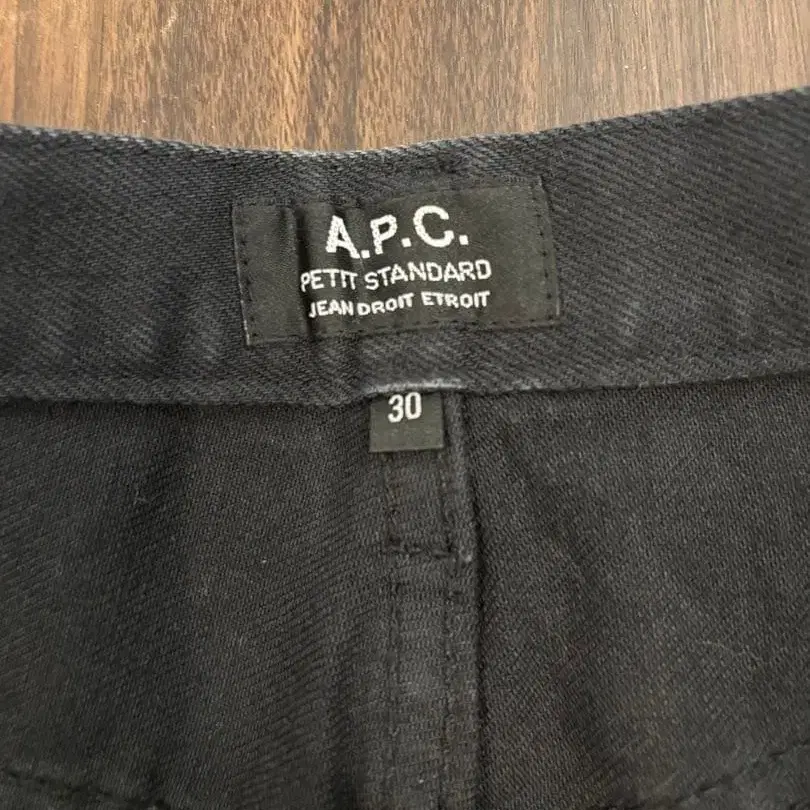 A.P.C.
PETIT STANDARD
JEAN DROIT ETROIT
30